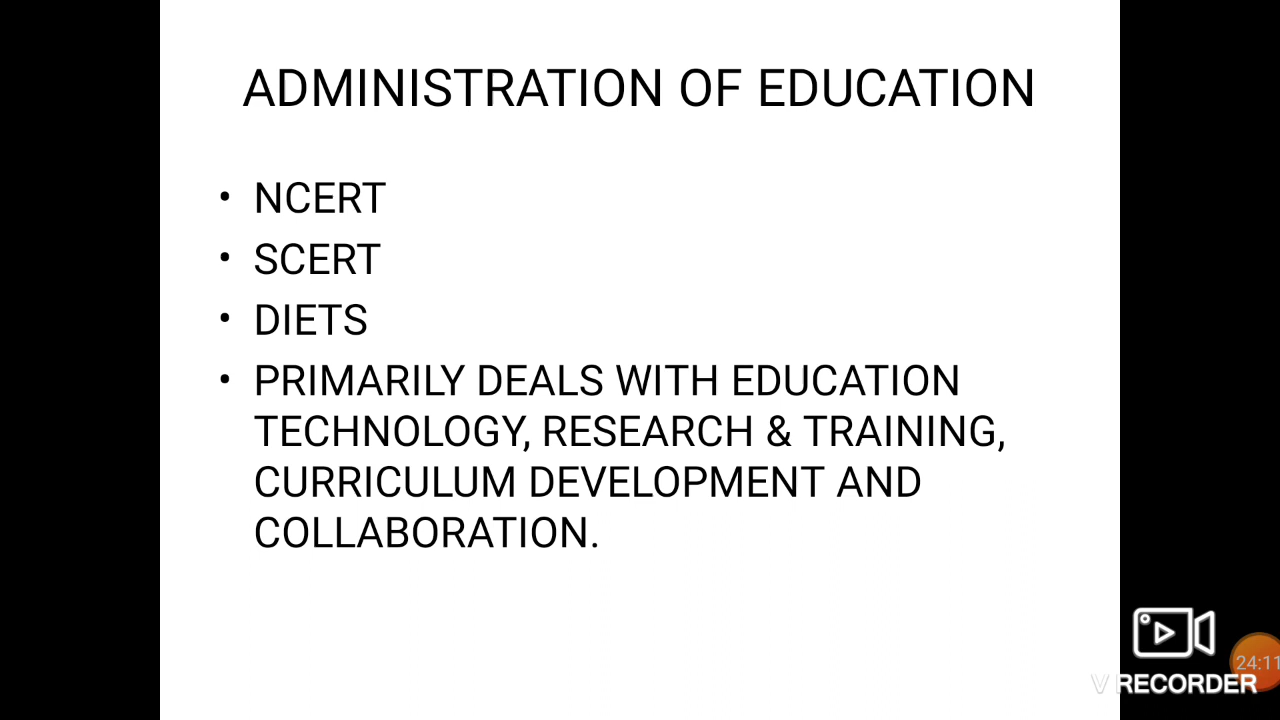 ADMINISTRATION OF EDUCATION
• NCERT
• SCERT
• DIETS
• PRIMARILY DEALS WITH EDUCATION
TECHNOLOGY, RESEARCH & TRAINING,
CURRICULUM DEVELOPMENT AND
COLLABORATION.
24:11
V RECORDER